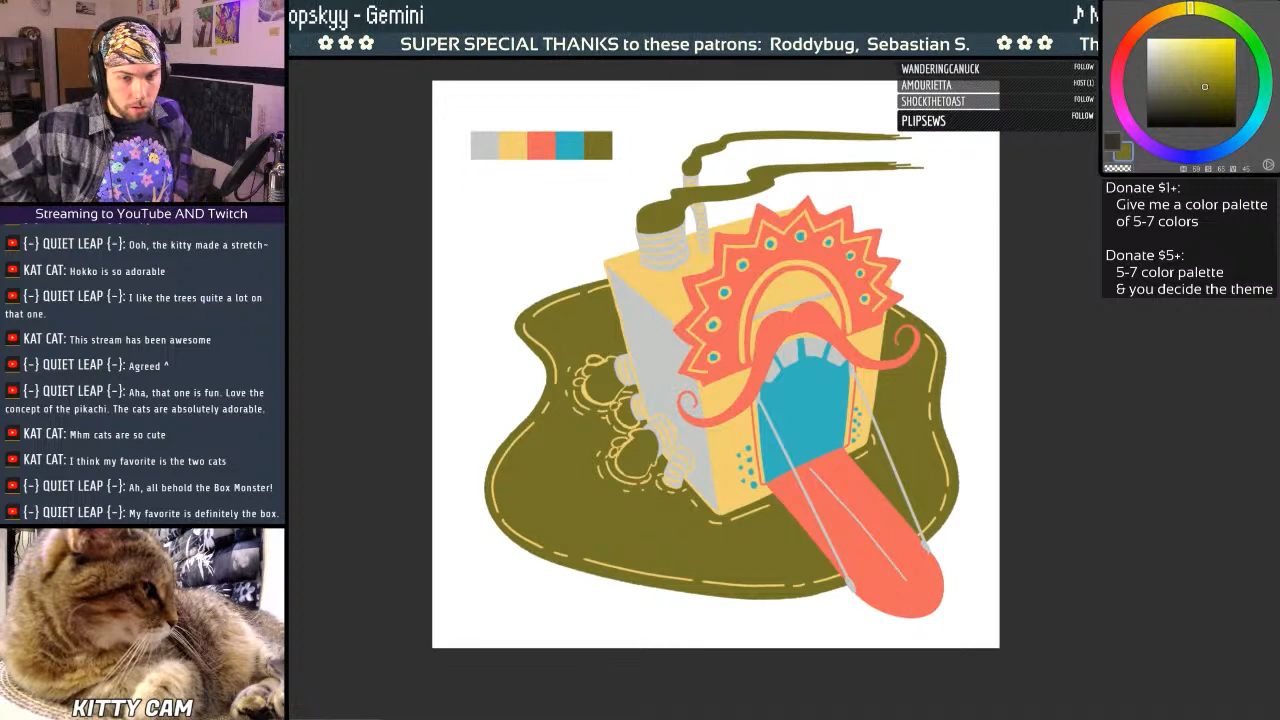 opskyy - Gemini
SUPER SPECIAL THANKS to these patrons: Roddybug, Sebastian S.
WANDERINGCANUCK FOLLOW
AMOURIETTA HOST(1)
SHOCKTHETOAST FOLLOW
PLIPSEWS FOLLOW
Donate $1+:
Give me a color palette
of 5-7 colors
Donate $5+:
5-7 color palette
& you decide the theme
Streaming to YouTube AND Twitch
{-} QUIET LEAP {-}: Ooh, the kitty made a stretch~
KAT CAT: Hokko is so adorable
{-} QUIET LEAP {-}: I like the trees quite a lot on
that one.
KAT CAT: This stream has been awesome
{-} QUIET LEAP {-}: Agreed ^
{-} QUIET LEAP {-}: Aha, that one is fun. Love the
concept of the pikachi. The cats are absolutely adorable.
KAT CAT: Mhm cats are so cute
KAT CAT: I think my favorite is the two cats
{-} QUIET LEAP {-}: Ah, all behold the Box Monster!
{-} QUIET LEAP {-}: My favorite is definitely the box.
KITTY CAM